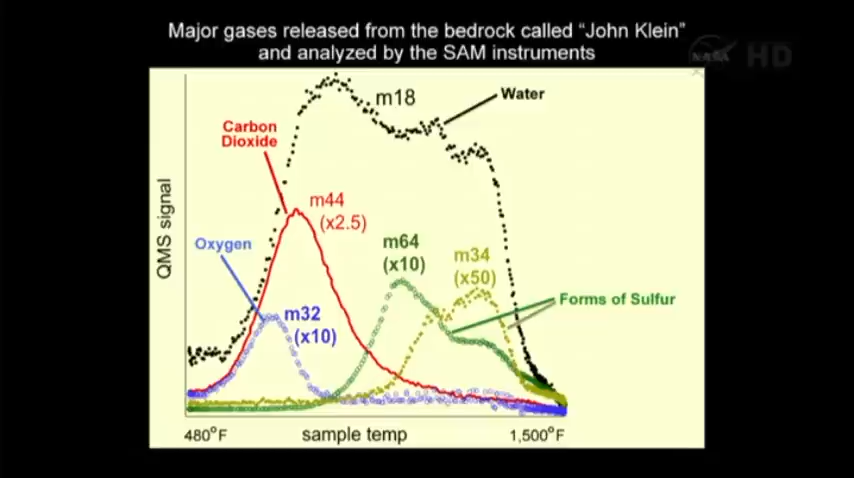 Major gases released from the bedrock called “John Klein”
and analyzed by the SAM instruments
NASA HD
m18
Water
Carbon
Dioxide
m44
(x2.5)
Oxygen
m32
(x10)
m64
(x10)
m34
(x50)
Forms of Sulfur
QMS signal
480°F
sample temp
1,500°F